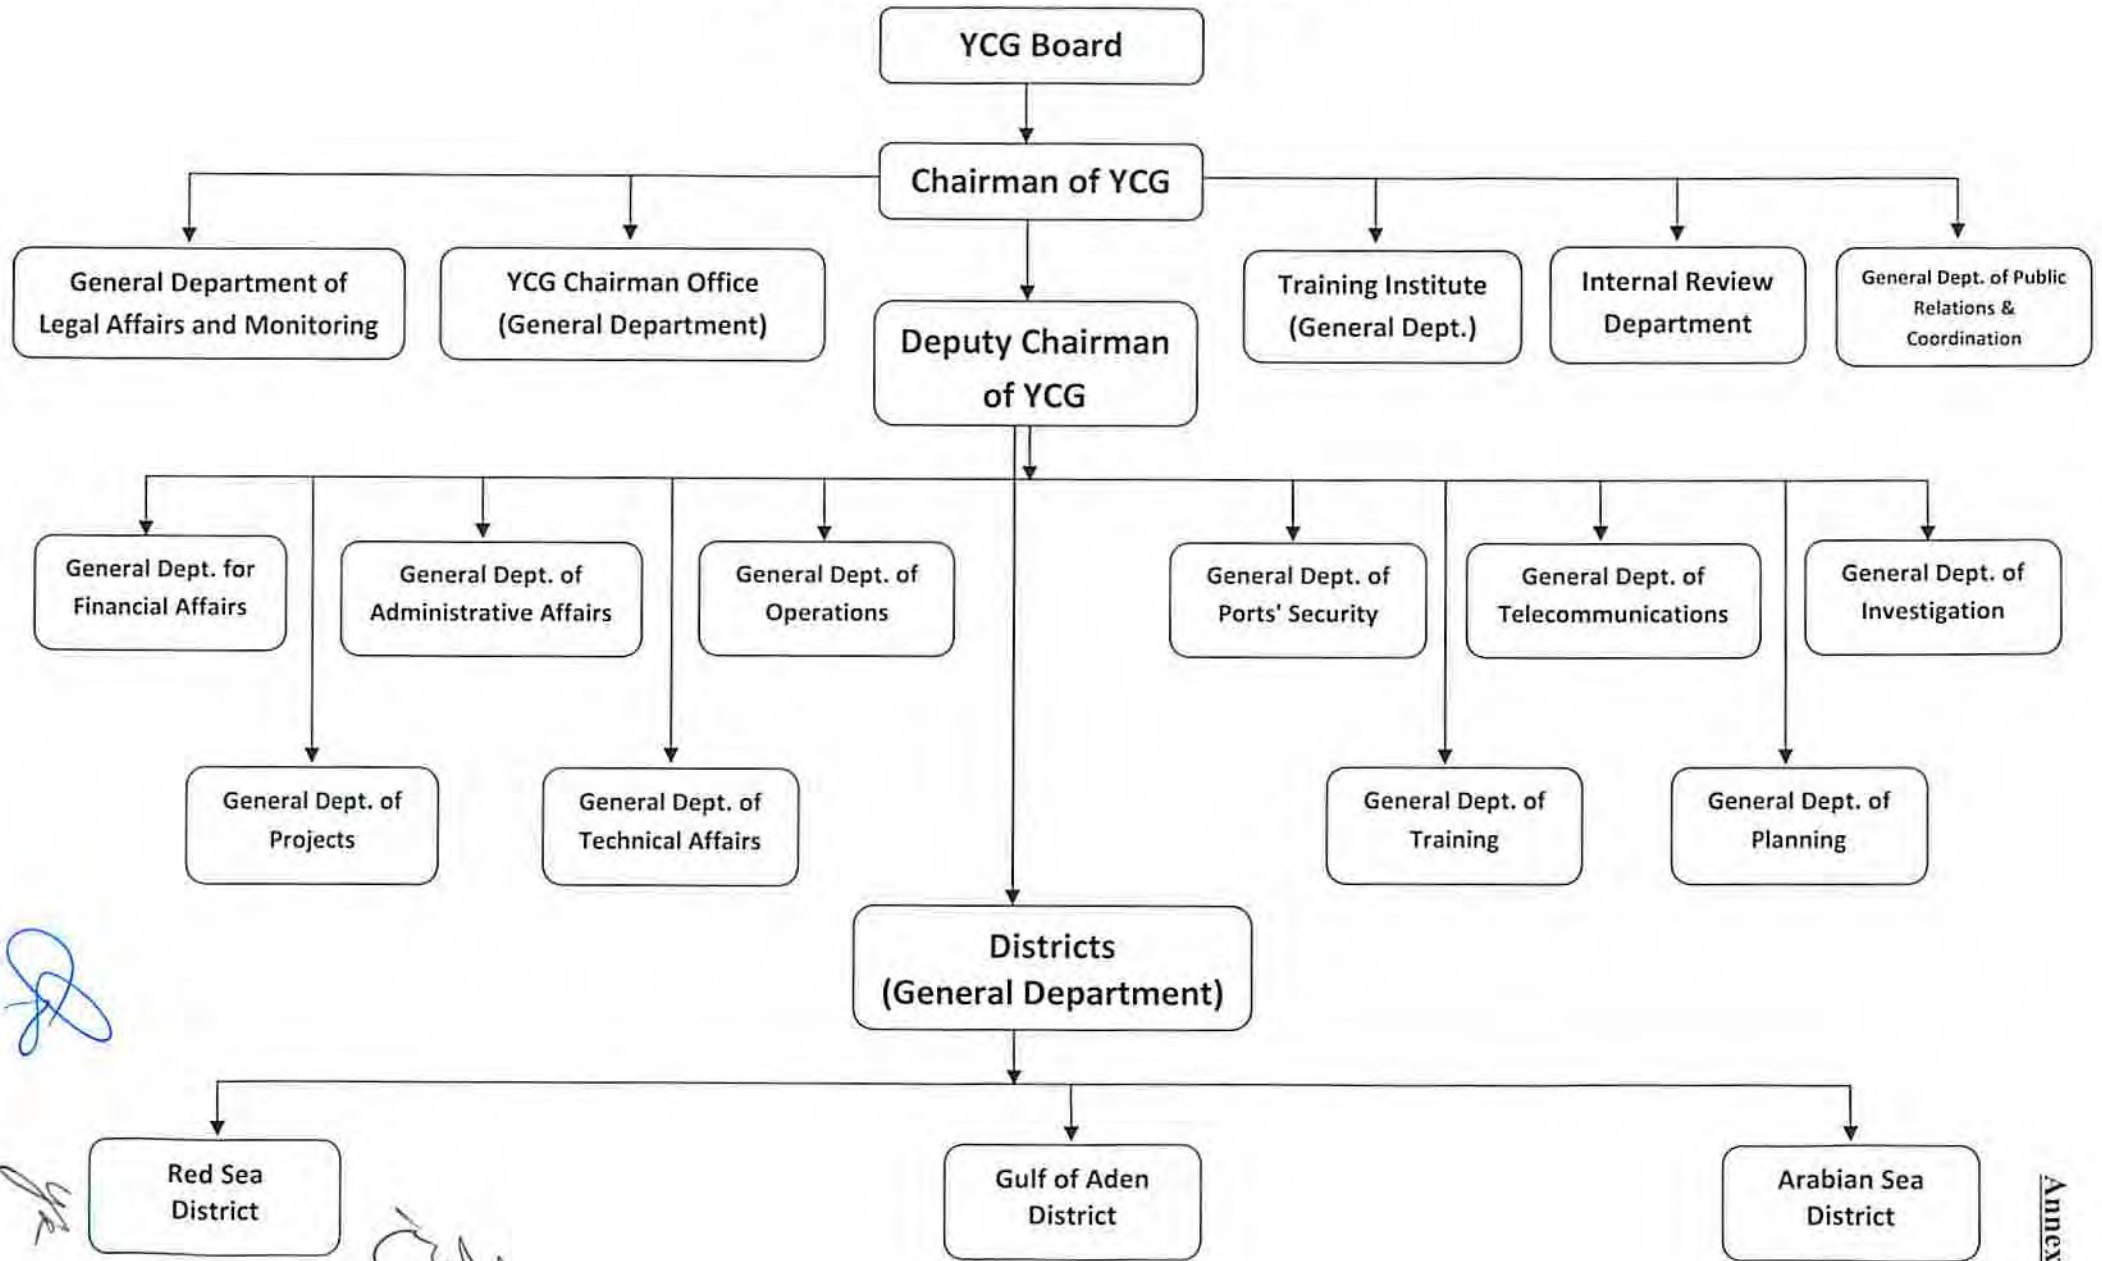 YCG Board
Chairman of YCG
General Department of
Legal Affairs and Monitoring
YCG Chairman Office
(General Department)
Deputy Chairman
of YCG
Training Institute
(General Dept.)
Internal Review
Department
General Dept. of Public
Relations &
Coordination
General Dept. for
Financial Affairs
General Dept. of
Administrative Affairs
General Dept. of
Operations
General Dept. of
Ports' Security
General Dept. of
Telecommunications
General Dept. of
Investigation
General Dept. of
Projects
General Dept. of
Technical Affairs
General Dept. of
Training
General Dept. of
Planning
Districts
(General Department)
Red Sea
District
Gulf of Aden
District
Arabian Sea
District
Annex